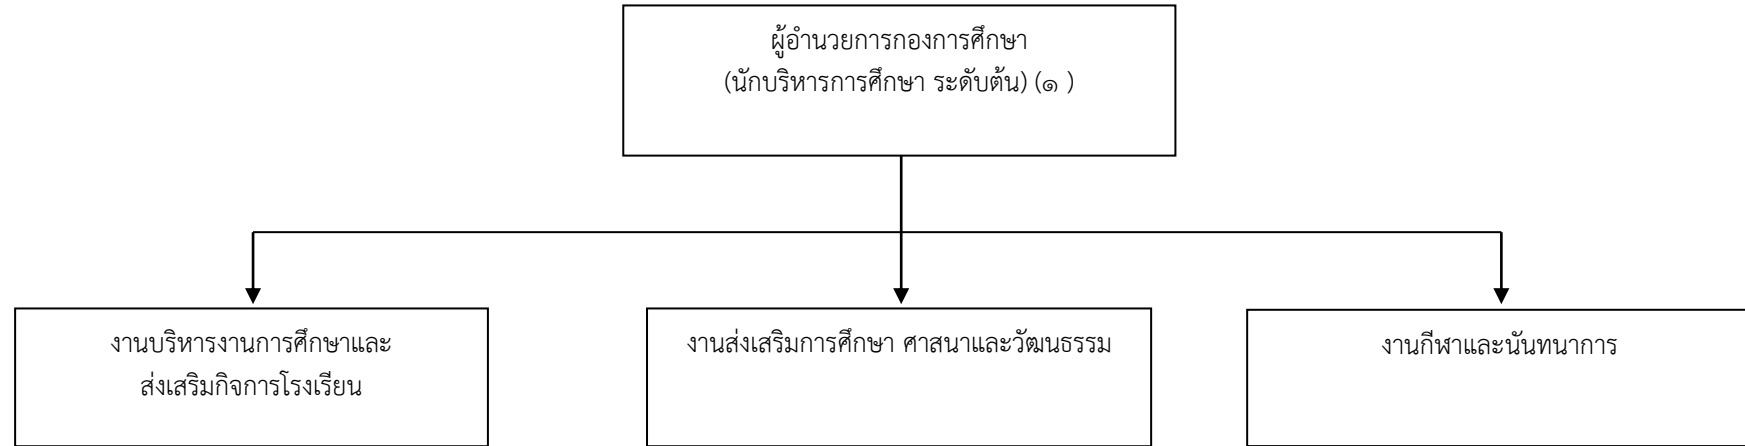 ผู้อำนวยการกองการศึกษา
(นักบริหารการศึกษา ระดับต้น) (๑ )
งานบริหารงานการศึกษาและ
ส่งเสริมกิจการโรงเรียน
งานส่งเสริมการศึกษา ศาสนาและวัฒนธรรม
งานกีฬาและนันทนาการ